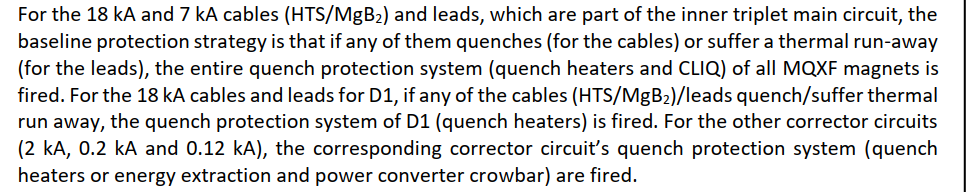 For the 18 kA and 7 kA cables (HTS/MgB₂) and leads, which are part of the inner triplet main circuit, the
baseline protection strategy is that if any of them quenches (for the cables) or suffer a thermal run-away
(for the leads), the entire quench protection system (quench heaters and CLIQ) of all MQXF magnets is
fired. For the 18 kA cables and leads for D1, if any of the cables (HTS/MgB₂)/leads quench/suffer thermal
run away, the quench protection system of D1 (quench heaters) is fired. For the other corrector circuits
(2 kA, 0.2 kA and 0.12 kA), the corresponding corrector circuit’s quench protection system (quench
heaters or energy extraction and power converter crowbar) are fired.